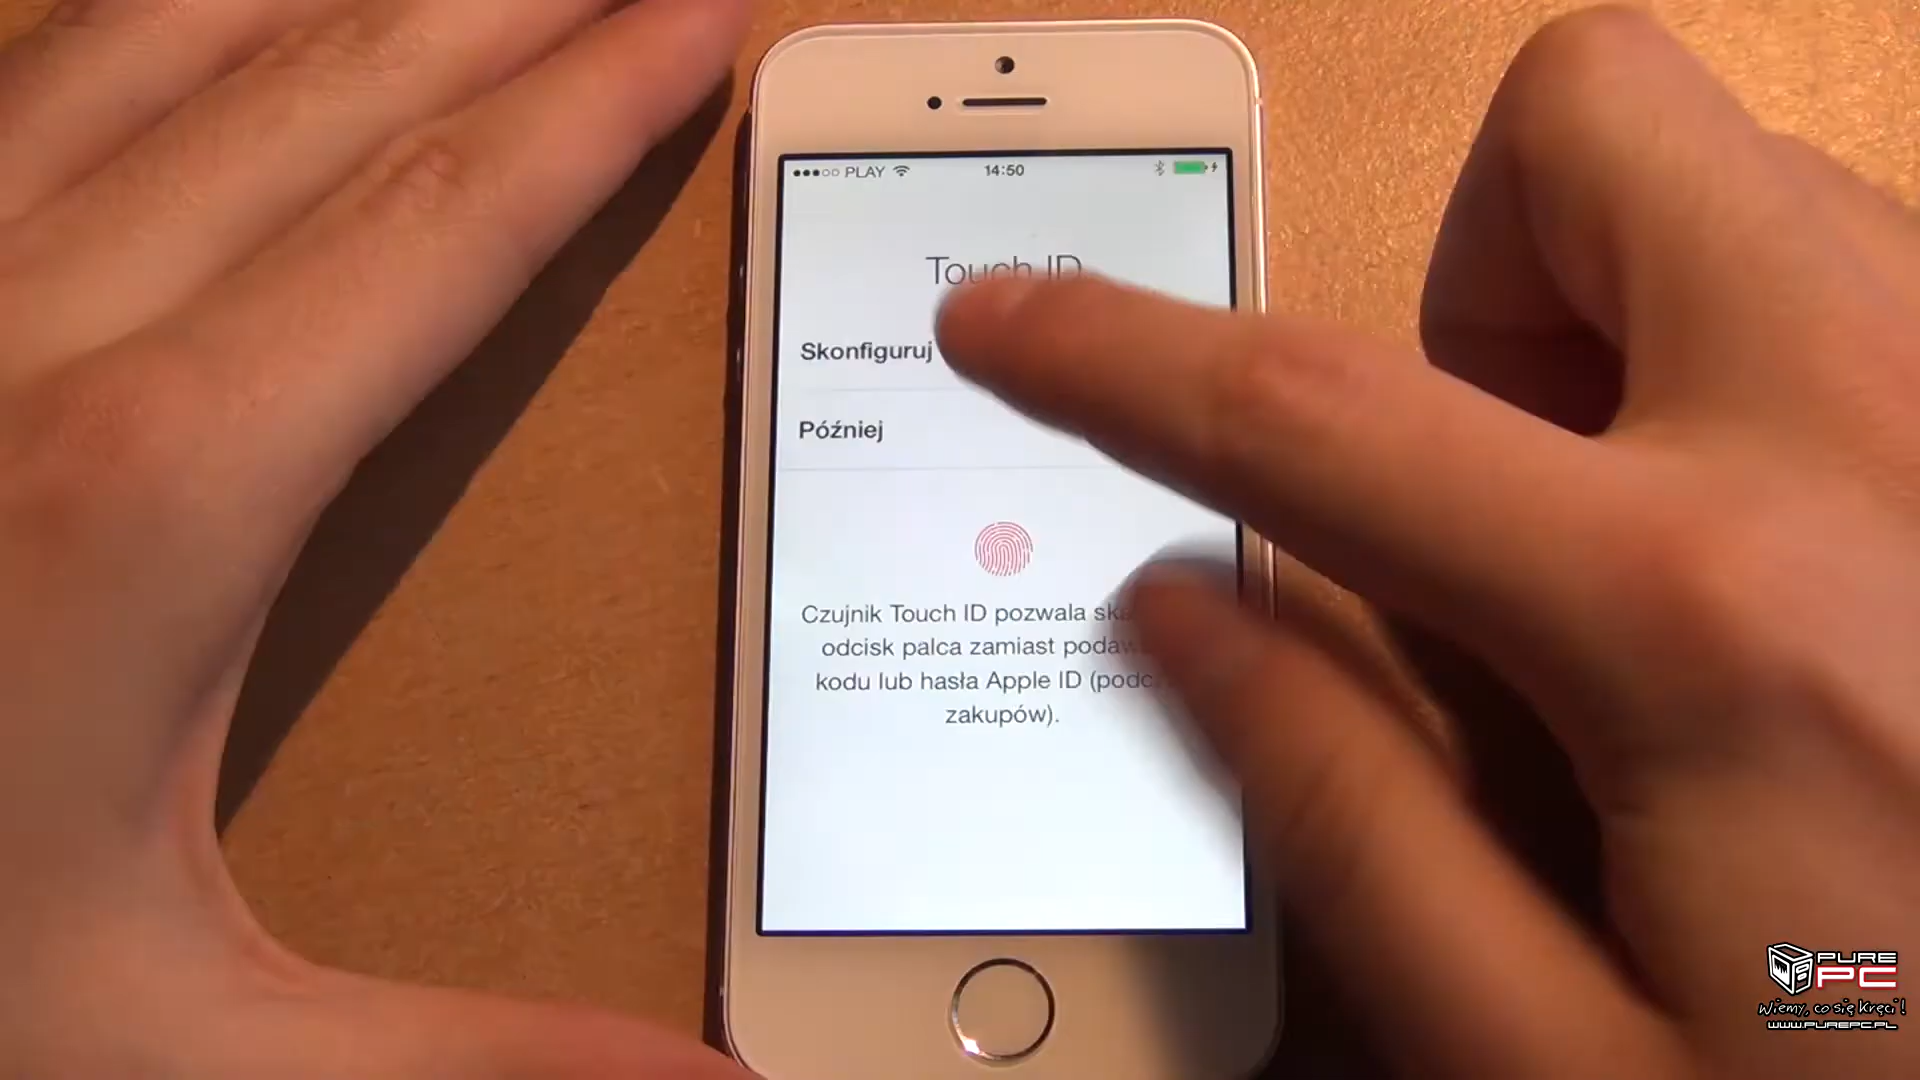 PLAY 14:50
Touch ID
Skonfiguruj
Później
Czujnik Touch ID pozwala
odcisk palca zamiast
kodu lub hasła Apple ID
zakupów).
PURE
PC
Wiemy, co się kręci!
WWW.PUREPC.PL